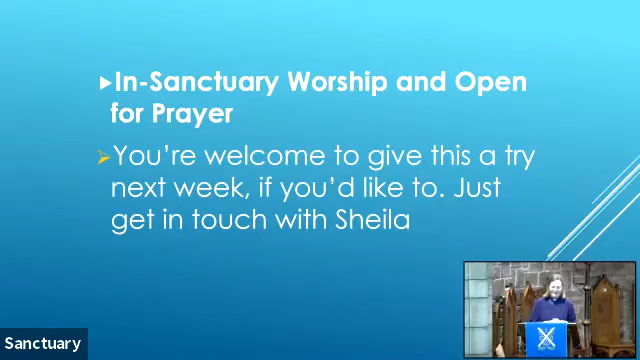 In-Sanctuary Worship and Open
for Prayer
You're welcome to give this a try
next week, if you'd like to. Just
get in touch with Sheila
Sanctuary